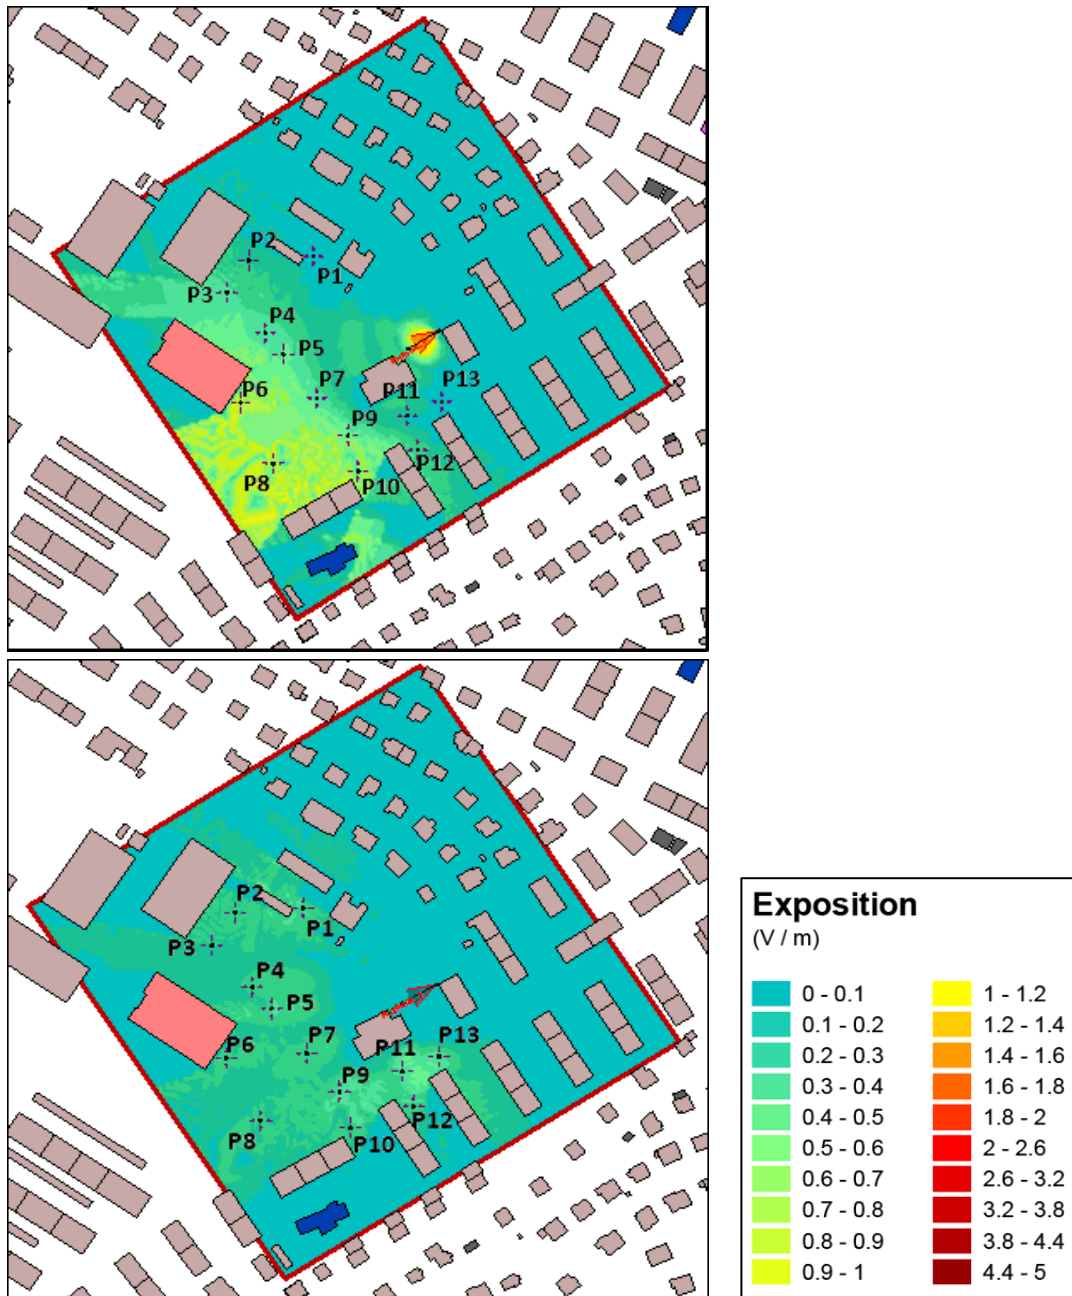 P2
P1
P3
P4
P5
P6
P7
P11
P13
P9
P12
P8
P10
P2
P1
P3
P4
P5
P6
P7
P11
P13
P9
P12
P8
P10
Exposition
(V / m)
0 - 0.1
0.1 - 0.2
0.2 - 0.3
0.3 - 0.4
0.4 - 0.5
0.5 - 0.6
0.6 - 0.7
0.7 - 0.8
0.8 - 0.9
0.9 - 1
1 - 1.2
1.2 - 1.4
1.4 - 1.6
1.6 - 1.8
1.8 - 2
2 - 2.6
2.6 - 3.2
3.2 - 3.8
3.8 - 4.4
4.4 - 5